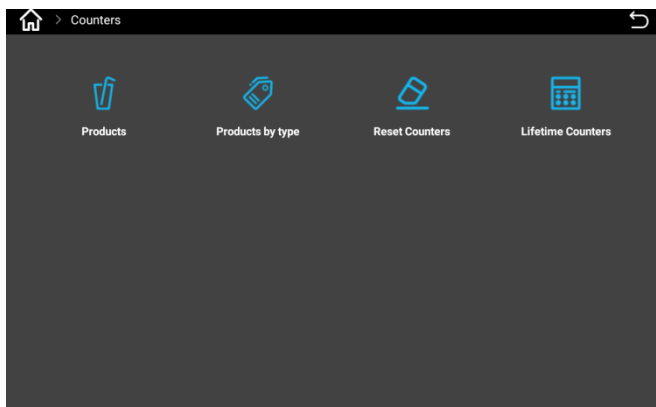 > Counters
Products
Products by type
Reset Counters
Lifetime Counters